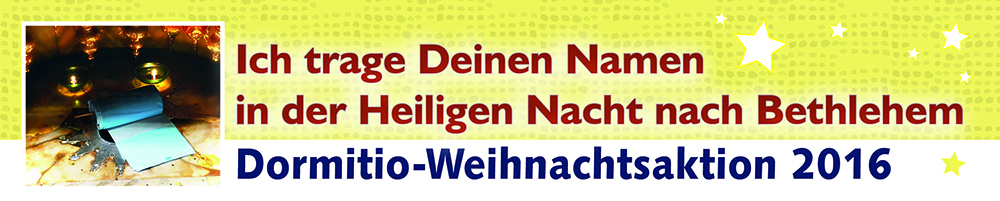 Ich trage Deinen Namen
in der Heiligen Nacht nach Bethlehem
Dormitio-Weihnachtsaktion 2016